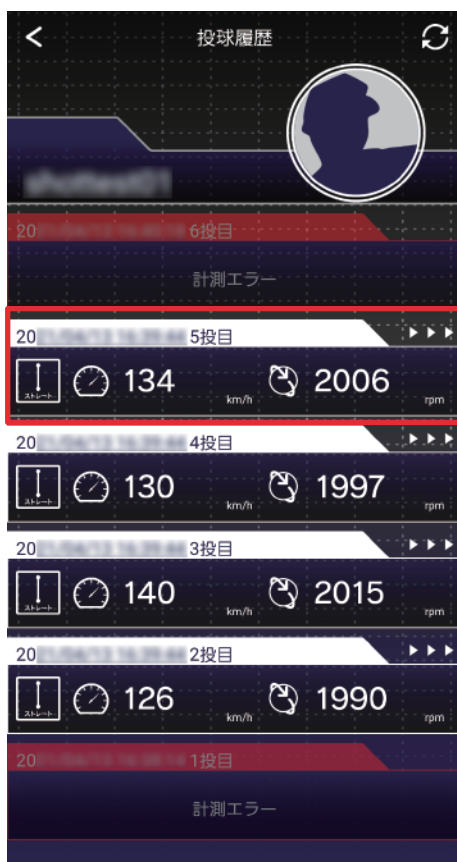 投球履歴
20 6投目
計測エラー
20 5投目
ストレート 134 km/h 2006 rpm
20 4投目
ストレート 130 km/h 1997 rpm
20 3投目
ストレート 140 km/h 2015 rpm
20 2投目
ストレート 126 km/h 1990 rpm
20 1投目
計測エラー